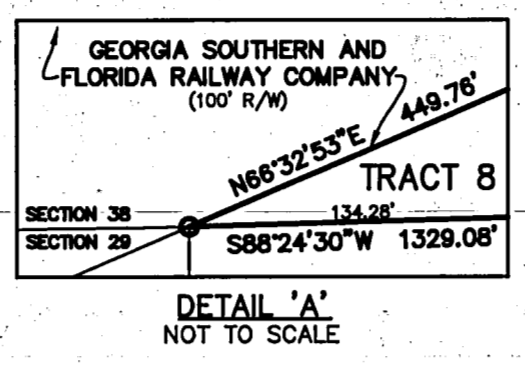 GEORGIA SOUTHERN AND
FLORIDA RAILWAY COMPANY
(100' R/W)
N66°32'53"E 449.76'
TRACT 8
SECTION 38
134.28'
SECTION 29
S88°24'30"W 1329.08'
DETAIL 'A'
NOT TO SCALE